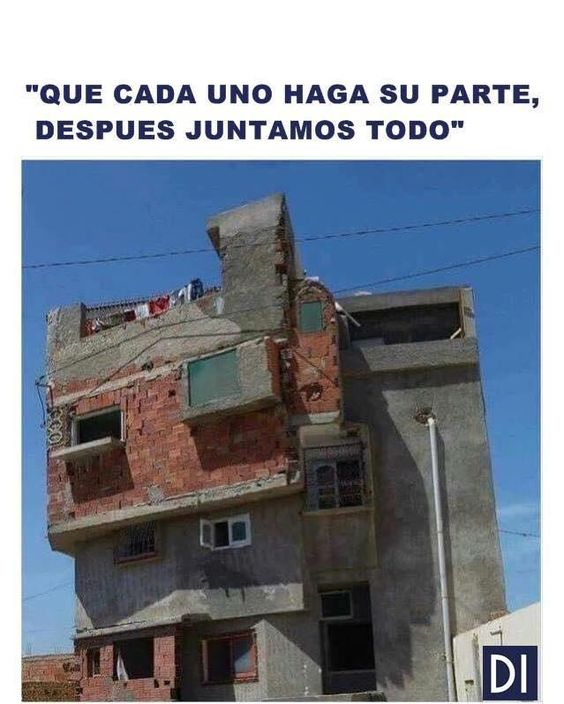 "QUE CADA UNO HAGA SU PARTE,
DESPUES JUNTAMOS TODO"
DI